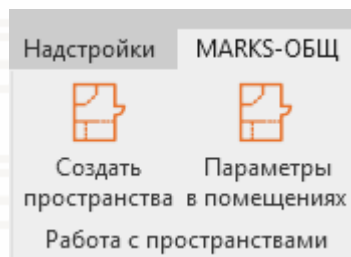 Надстройки MARKS-ОБЩ
Создать Параметры
пространства в помещениях
Работа с пространствами